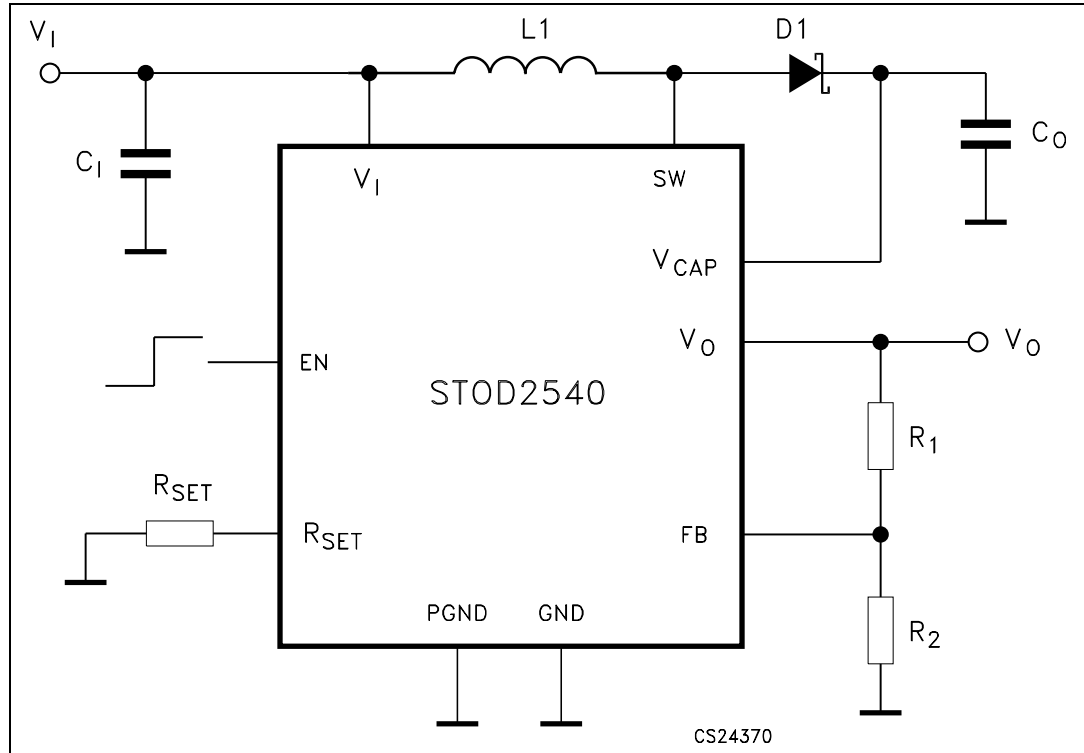 V_I
L1
D1
C_I
C_O
V_I
SW
V_CAP
V_O
V_O
EN
STOD2540
R_1
R_SET
R_SET
FB
PGND
GND
R_2
CS24370